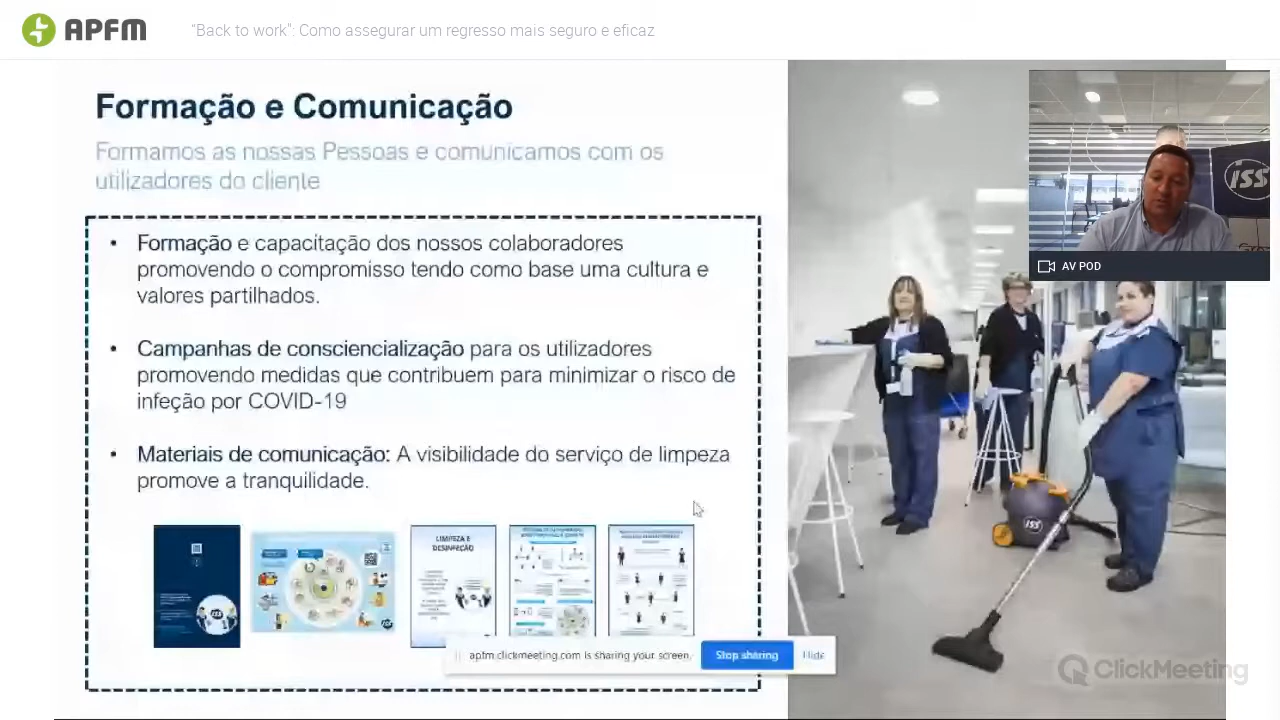 APFM
“Back to work”: Como assegurar um regresso mais seguro e eficaz
Formação e Comunicação
Formamos as nossas Pessoas e comunicamos com os
utilizadores do cliente
• Formação e capacitação dos nossos colaboradores
promovendo o compromisso tendo como base uma cultura e
valores partilhados.
• Campanhas de consciencialização para os utilizadores
promovendo medidas que contribuem para minimizar o risco de
infeção por COVID-19
• Materiais de comunicação: A visibilidade do serviço de limpeza
promove a tranquilidade.
LIMPEZA E
DESINFEÇÃO
ISS
apfm.clickmeeting.com is sharing your screen.
Stop sharing
Hide
ISS
AV POD
ISS
ClickMeeting